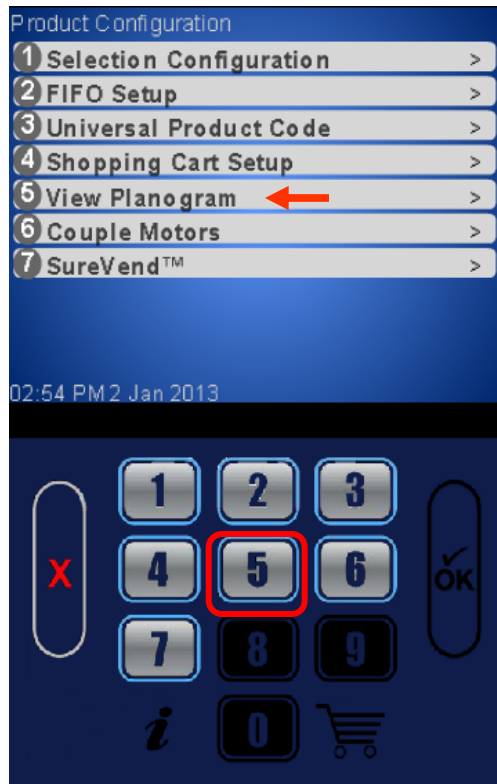 Product Configuration
1 Selection Configuration >
2 FIFO Setup >
3 Universal Product Code >
4 Shopping Cart Setup >
5 View Planogram >
6 Couple Motors >
7 SureVend™ >
02:54 PM 2 Jan 2013
1 2 3
X 4 5 6 OK
7 8 9
i 0